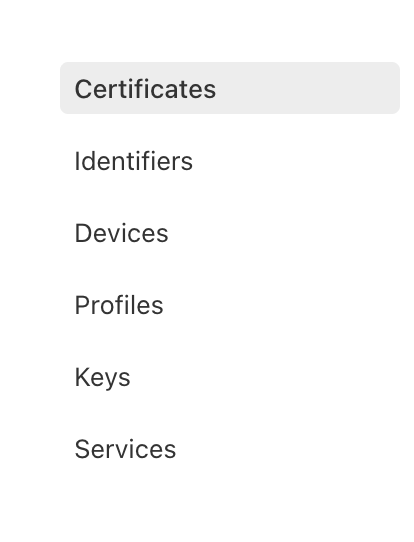 Certificates
Identifiers
Devices
Profiles
Keys
Services